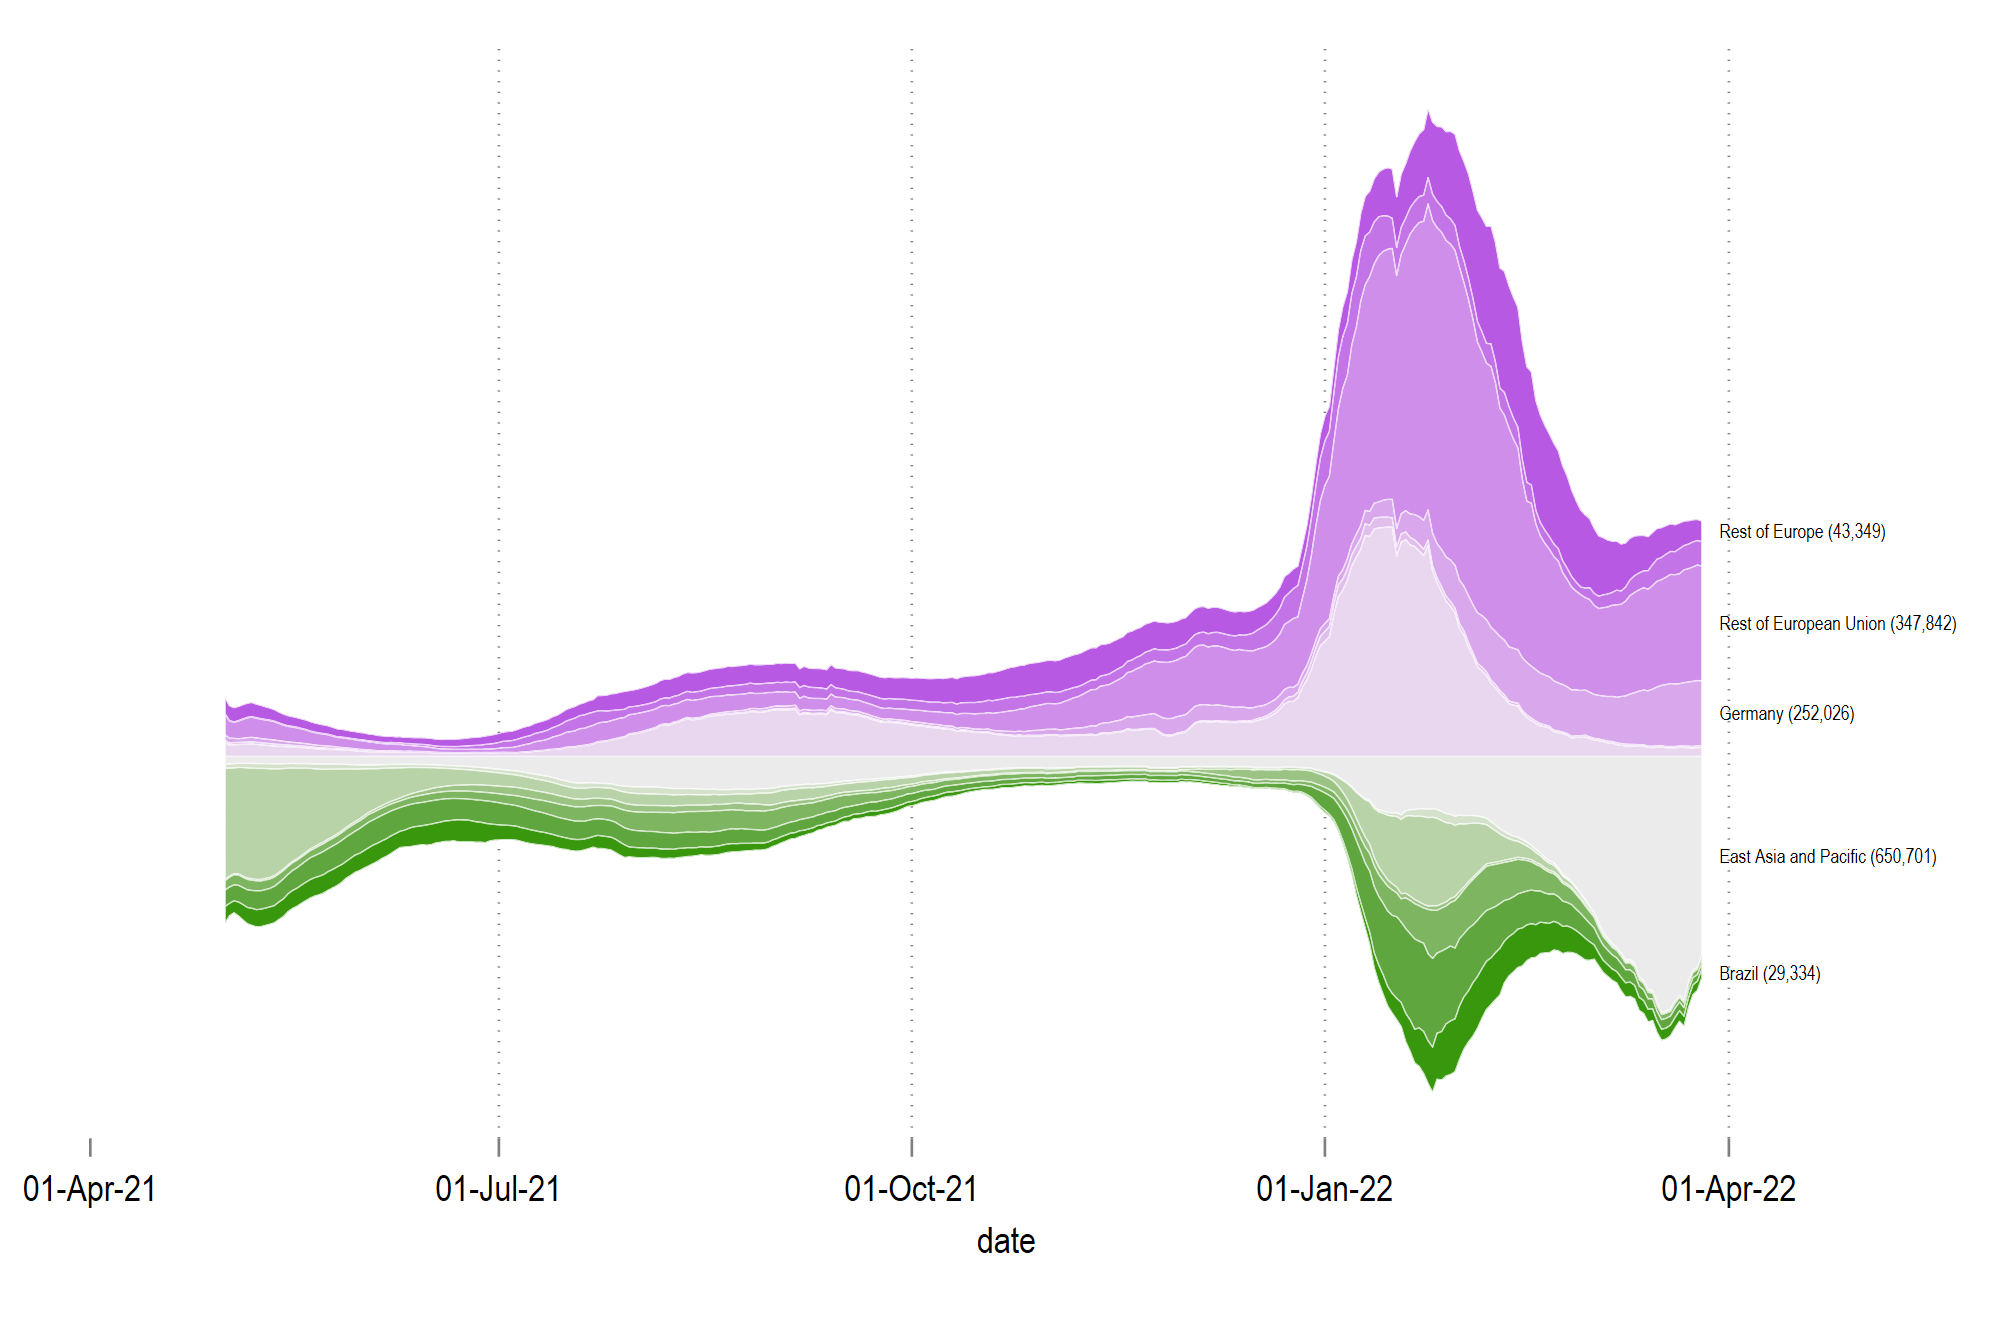 Rest of Europe (43,349)
Rest of European Union (347,842)
Germany (252,026)
East Asia and Pacific (650,701)
Brazil (29,334)
01-Apr-21 01-Jul-21 01-Oct-21 01-Jan-22 01-Apr-22
date